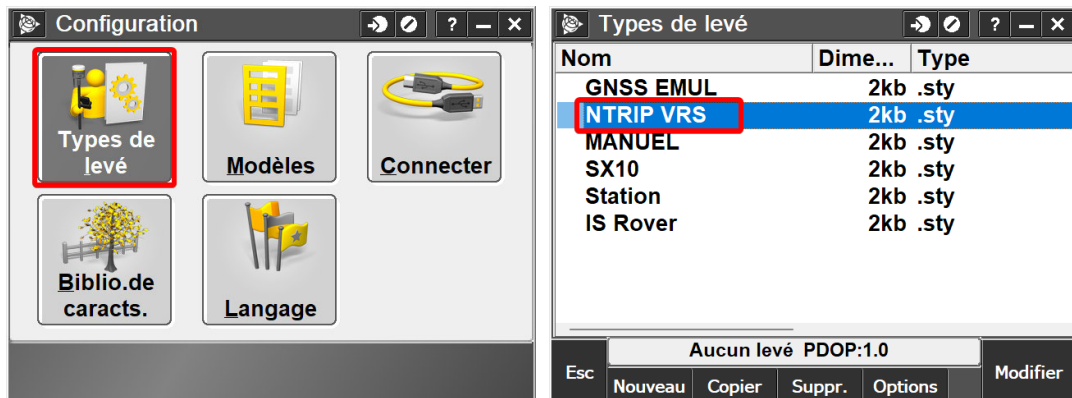 Configuration
?
Types de
levé
Modèles
Connecter
Biblio.de
caracts.
Langage
Types de levé
?
Nom Dime... Type
GNSS EMUL 2kb .sty
NTRIP VRS 2kb .sty
MANUEL 2kb .sty
SX10 2kb .sty
Station 2kb .sty
IS Rover 2kb .sty
Aucun levé PDOP:1.0
Esc Nouveau Copier Suppr. Options Modifier